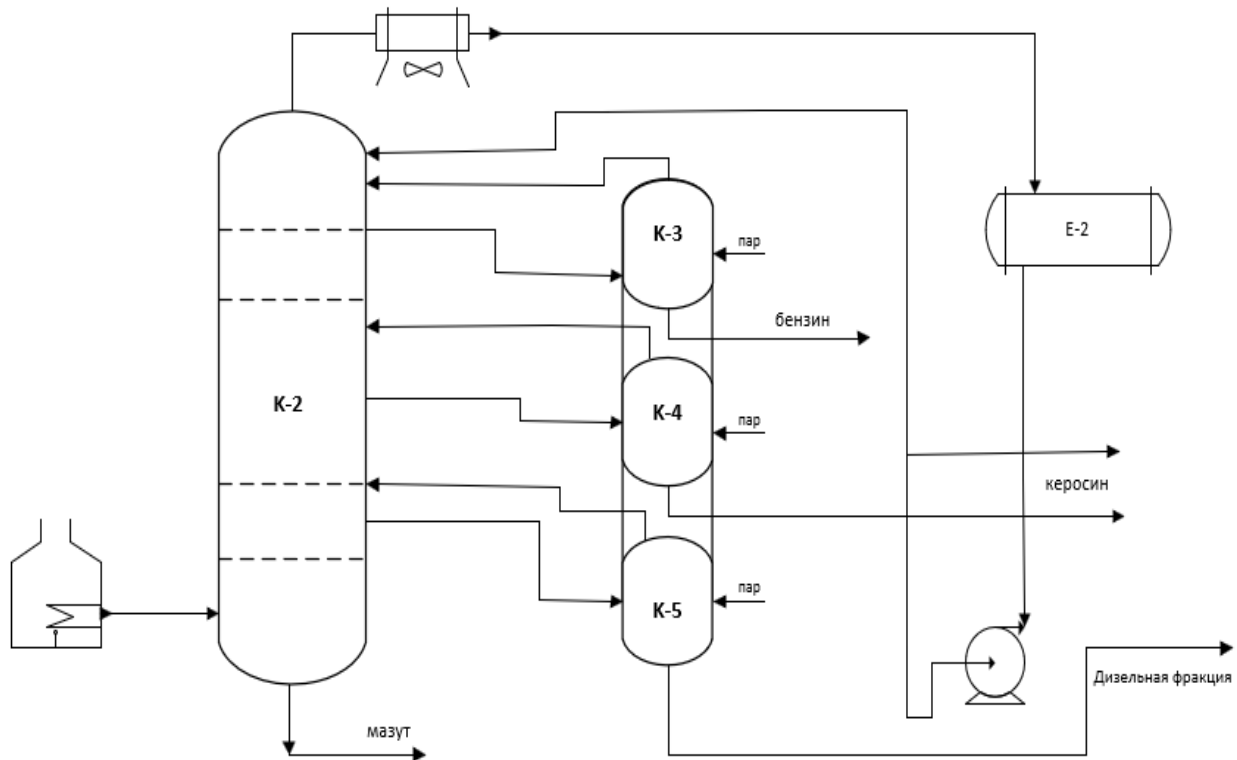 К-3
пар
Е-2
бензин
К-2
К-4
пар
керосин
К-5
пар
Дизельная фракция
мазут